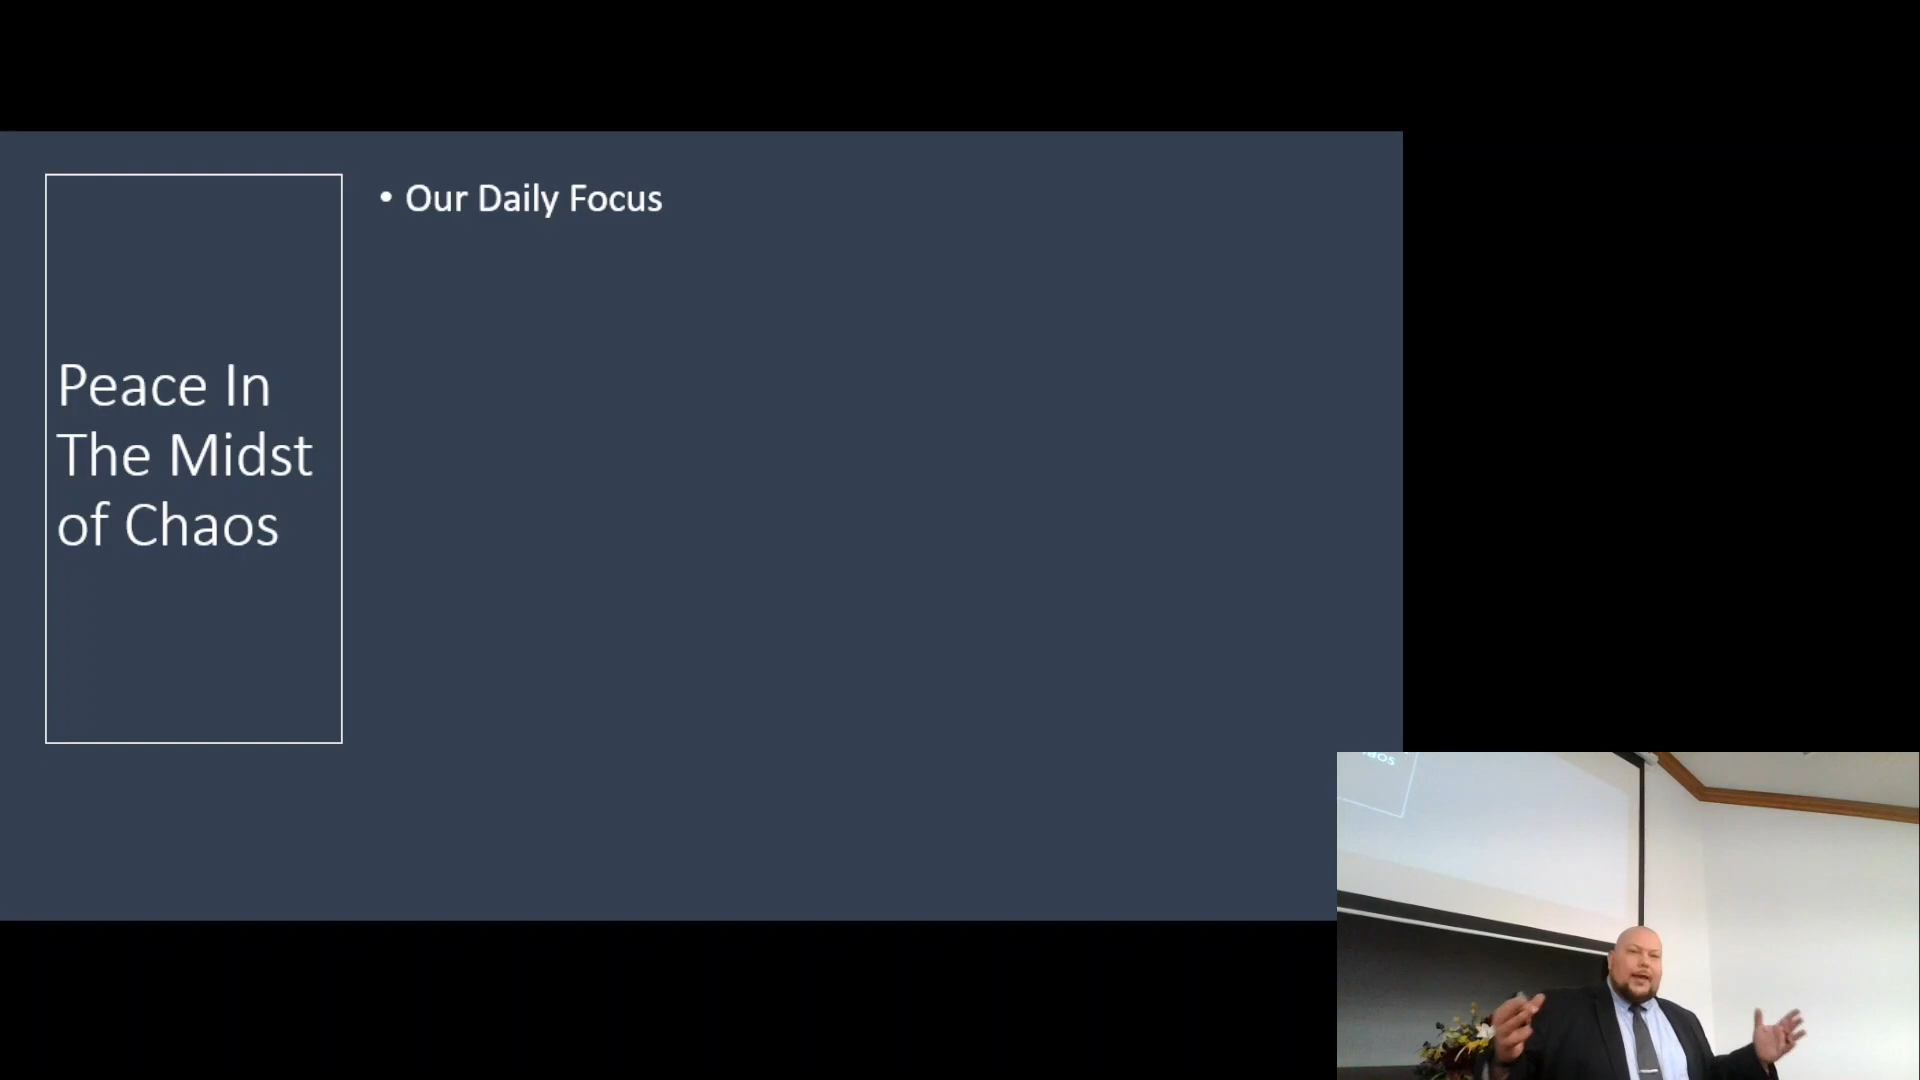 Peace In
The Midst
of Chaos
• Our Daily Focus